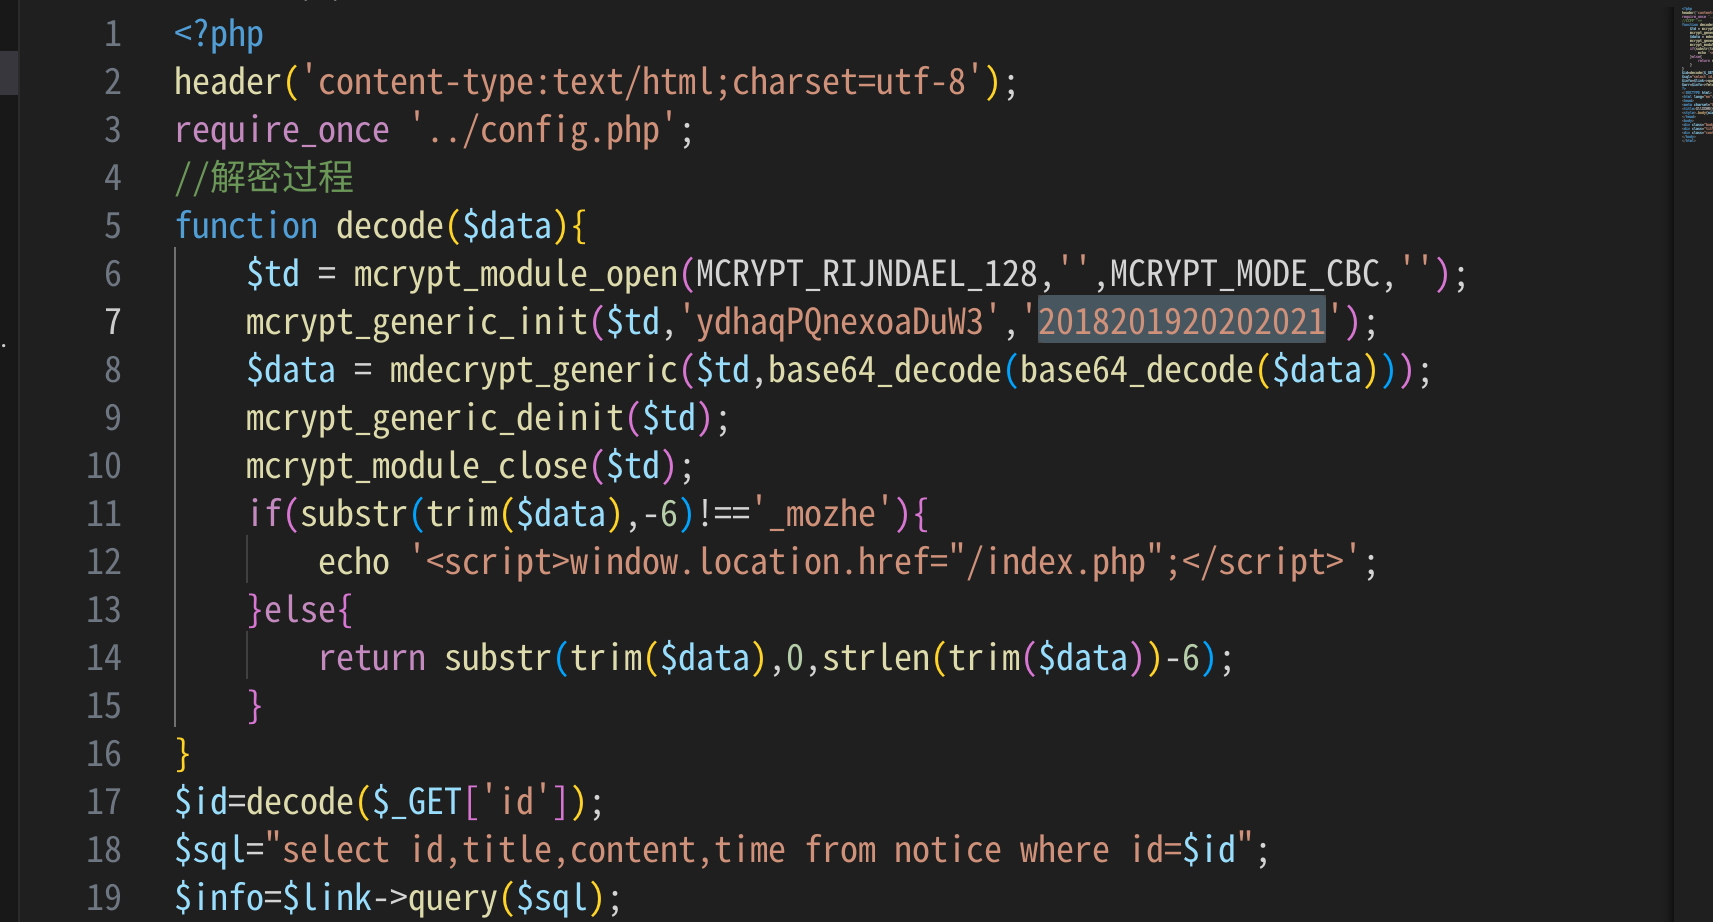 1 <?php
2 header('content-type:text/html;charset=utf-8');
3 require_once '../config.php';
4 //解密过程
5 function decode($data){
6 $td = mcrypt_module_open(MCRYPT_RIJNDAEL_128,'',MCRYPT_MODE_CBC,'');
7 mcrypt_generic_init($td,'ydhaqPQnexoaDuW3','2018201920202021');
8 $data = mdecrypt_generic($td,base64_decode(base64_decode($data)));
9 mcrypt_generic_deinit($td);
10 mcrypt_module_close($td);
11 if(substr(trim($data),-6)!=='_mozhe'){
12 echo '<script>window.location.href="/index.php";</script>';
13 }else{
14 return substr(trim($data),0,strlen(trim($data))-6);
15 }
16 }
17 $id=decode($_GET['id']);
18 $sql="select id,title,content,time from notice where id=$id";
19 $info=$link->query($sql);